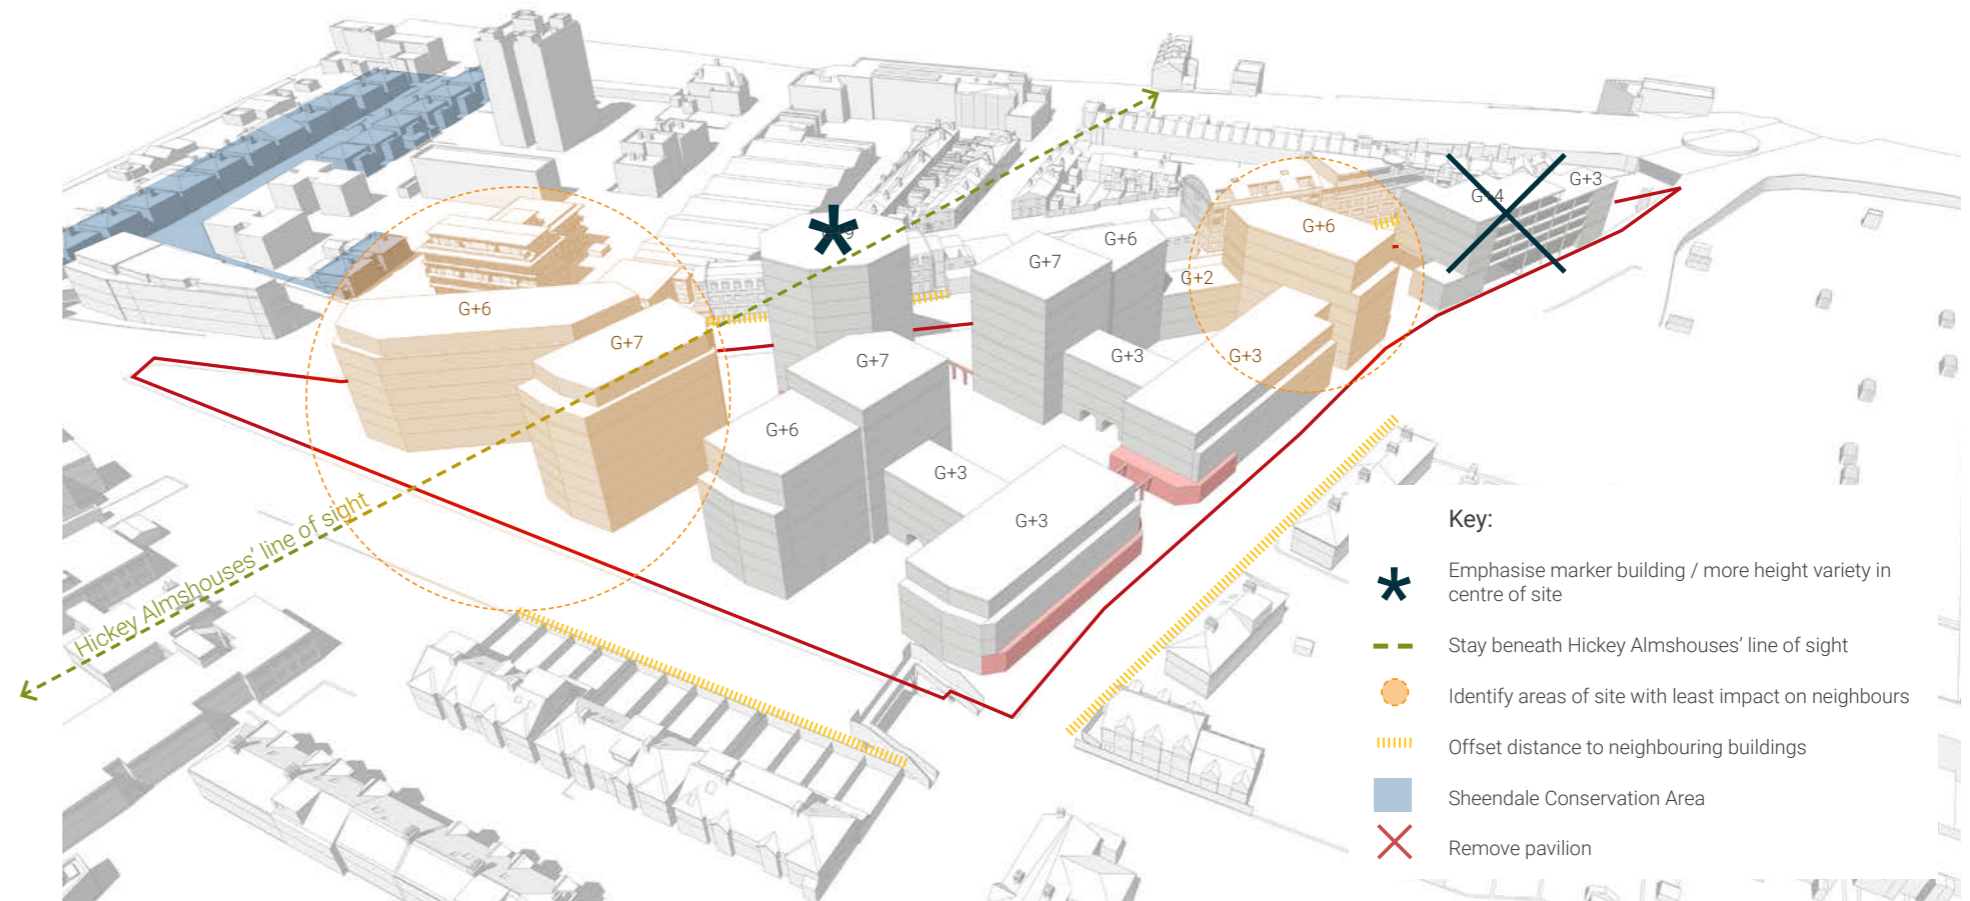 G+3
G+4
G+6
G+6
G+7
G+2
G+6
G+7
G+3
G+3
G+7
G+6
G+3
G+3
Hickey Almshouses' line of sight
Key:
Emphasise marker building / more height variety in
centre of site
Stay beneath Hickey Almshouses' line of sight
Identify areas of site with least impact on neighbours
Offset distance to neighbouring buildings
Sheendale Conservation Area
Remove pavilion